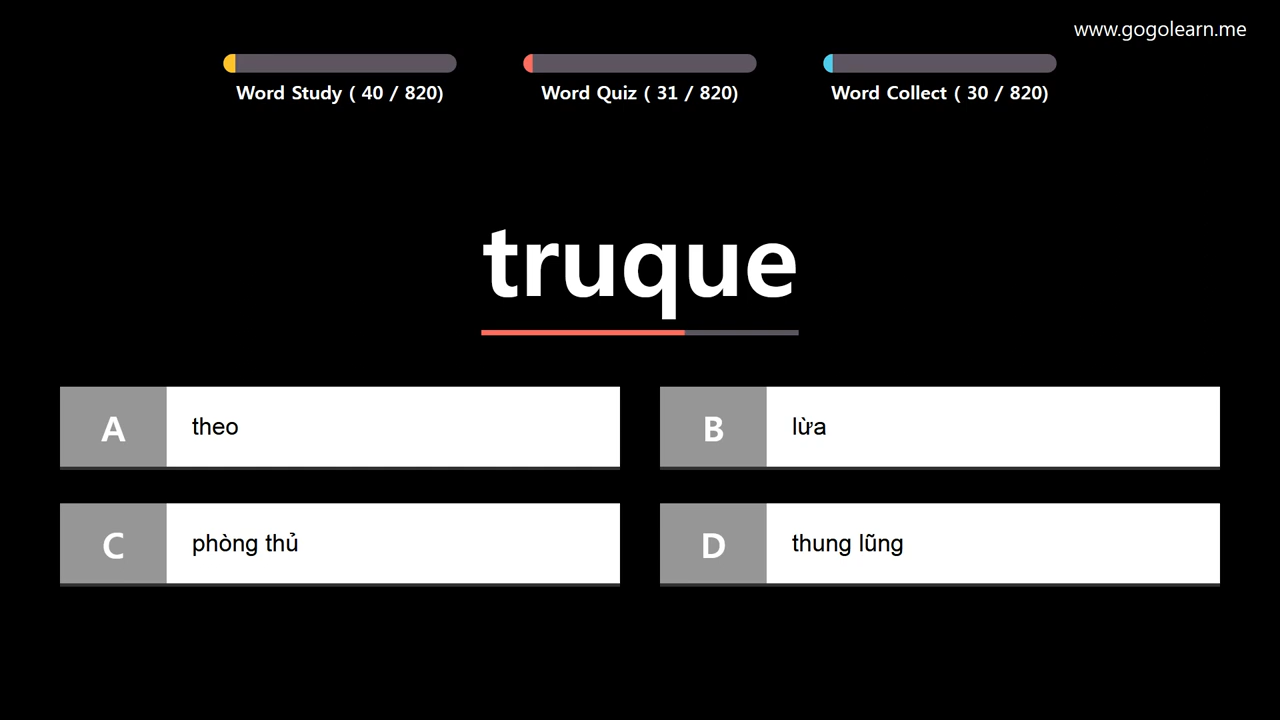 www.gogolearn.me
Word Study ( 40 / 820)
Word Quiz ( 31 / 820)
Word Collect ( 30 / 820)
truque
A theo
B lừa
C phòng thủ
D thung lũng